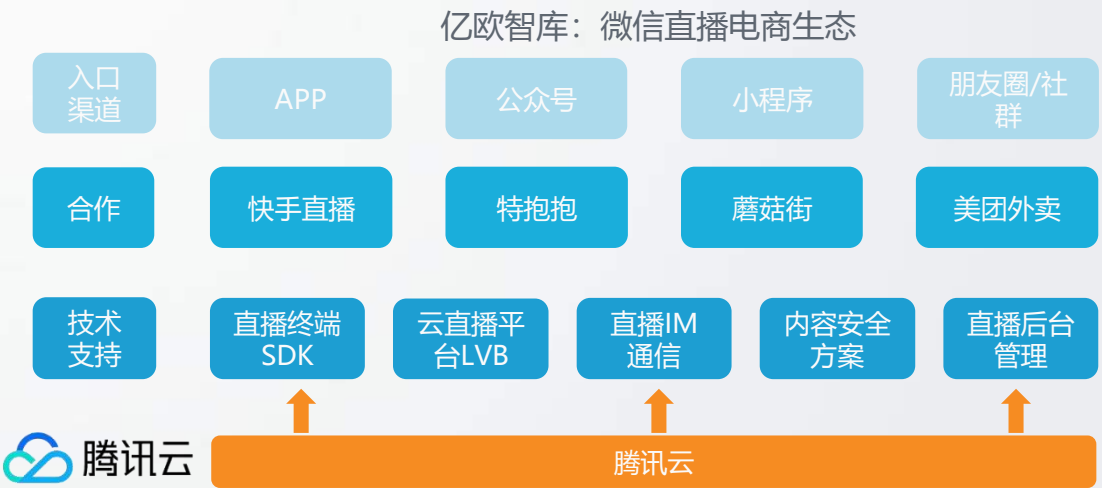 亿欧智库：微信直播电商生态
入口
渠道
APP
公众号
小程序
朋友圈/社
群
合作
快手直播
特抱抱
蘑菇街
美团外卖
技术
支持
直播终端
SDK
云直播平
台LVB
直播IM
通信
内容安全
方案
直播后台
管理
腾讯云
腾讯云